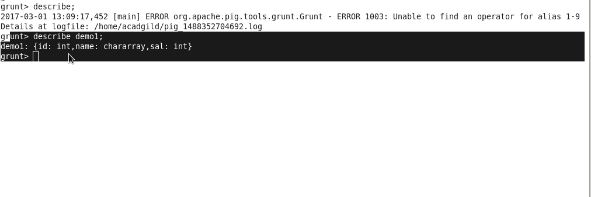 grunt> describe;
2017-03-01 13:09:17,452 [main] ERROR org.apache.pig.tools.grunt.Grunt - ERROR 1003: Unable to find an operator for alias 1-9
Details at logfile: /home/acadgild/pig_1488352704692.log
grunt> describe demo1;
demo1: {id: int,name: chararray,sal: int}
grunt>